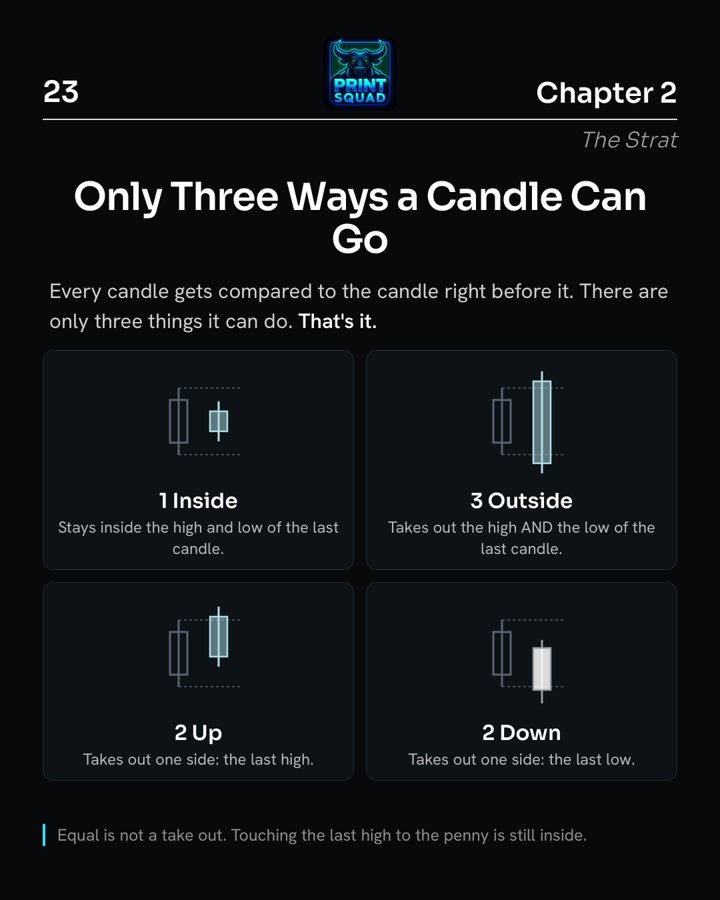 23
PRINT
SQUAD
Chapter 2
The Strat
Only Three Ways a Candle Can
Go
Every candle gets compared to the candle right before it. There are
only three things it can do. That's it.
1 Inside
Stays inside the high and low of the last
candle.
3 Outside
Takes out the high AND the low of the
last candle.
2 Up
Takes out one side: the last high.
2 Down
Takes out one side: the last low.
Equal is not a take out. Touching the last high to the penny is still inside.